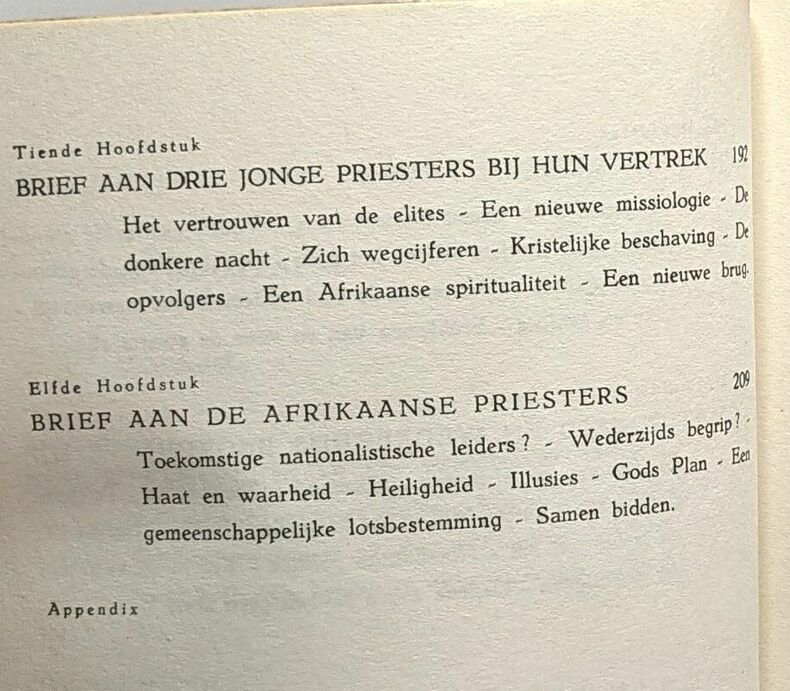 Tiende Hoofdstuk
BRIEF AAN DRIE JONGE PRIESTERS BIJ HUN VERTREK 192
Het vertrouwen van de elites - Een nieuwe missiologie - De
donkere nacht - Zich wegcijferen - Kristelijke beschaving - De
opvolgers - Een Afrikaanse spiritualiteit - Een nieuwe brug.
Elfde Hoofdstuk
BRIEF AAN DE AFRIKAANSE PRIESTERS 209
Toekomstige nationalistische leiders? - Wederzijds begrip? -
Haat en waarheid - Heiligheid - Illusies - Gods Plan - Een
gemeenschappelijke lotsbestemming - Samen bidden.
Appendix